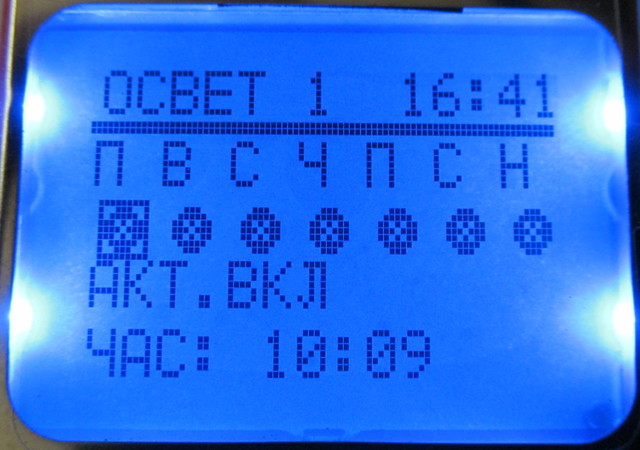 ОСВЕТ 1 16:41
П В С Ч П С Н
АКТ.ВКЛ
ЧАС: 10:09